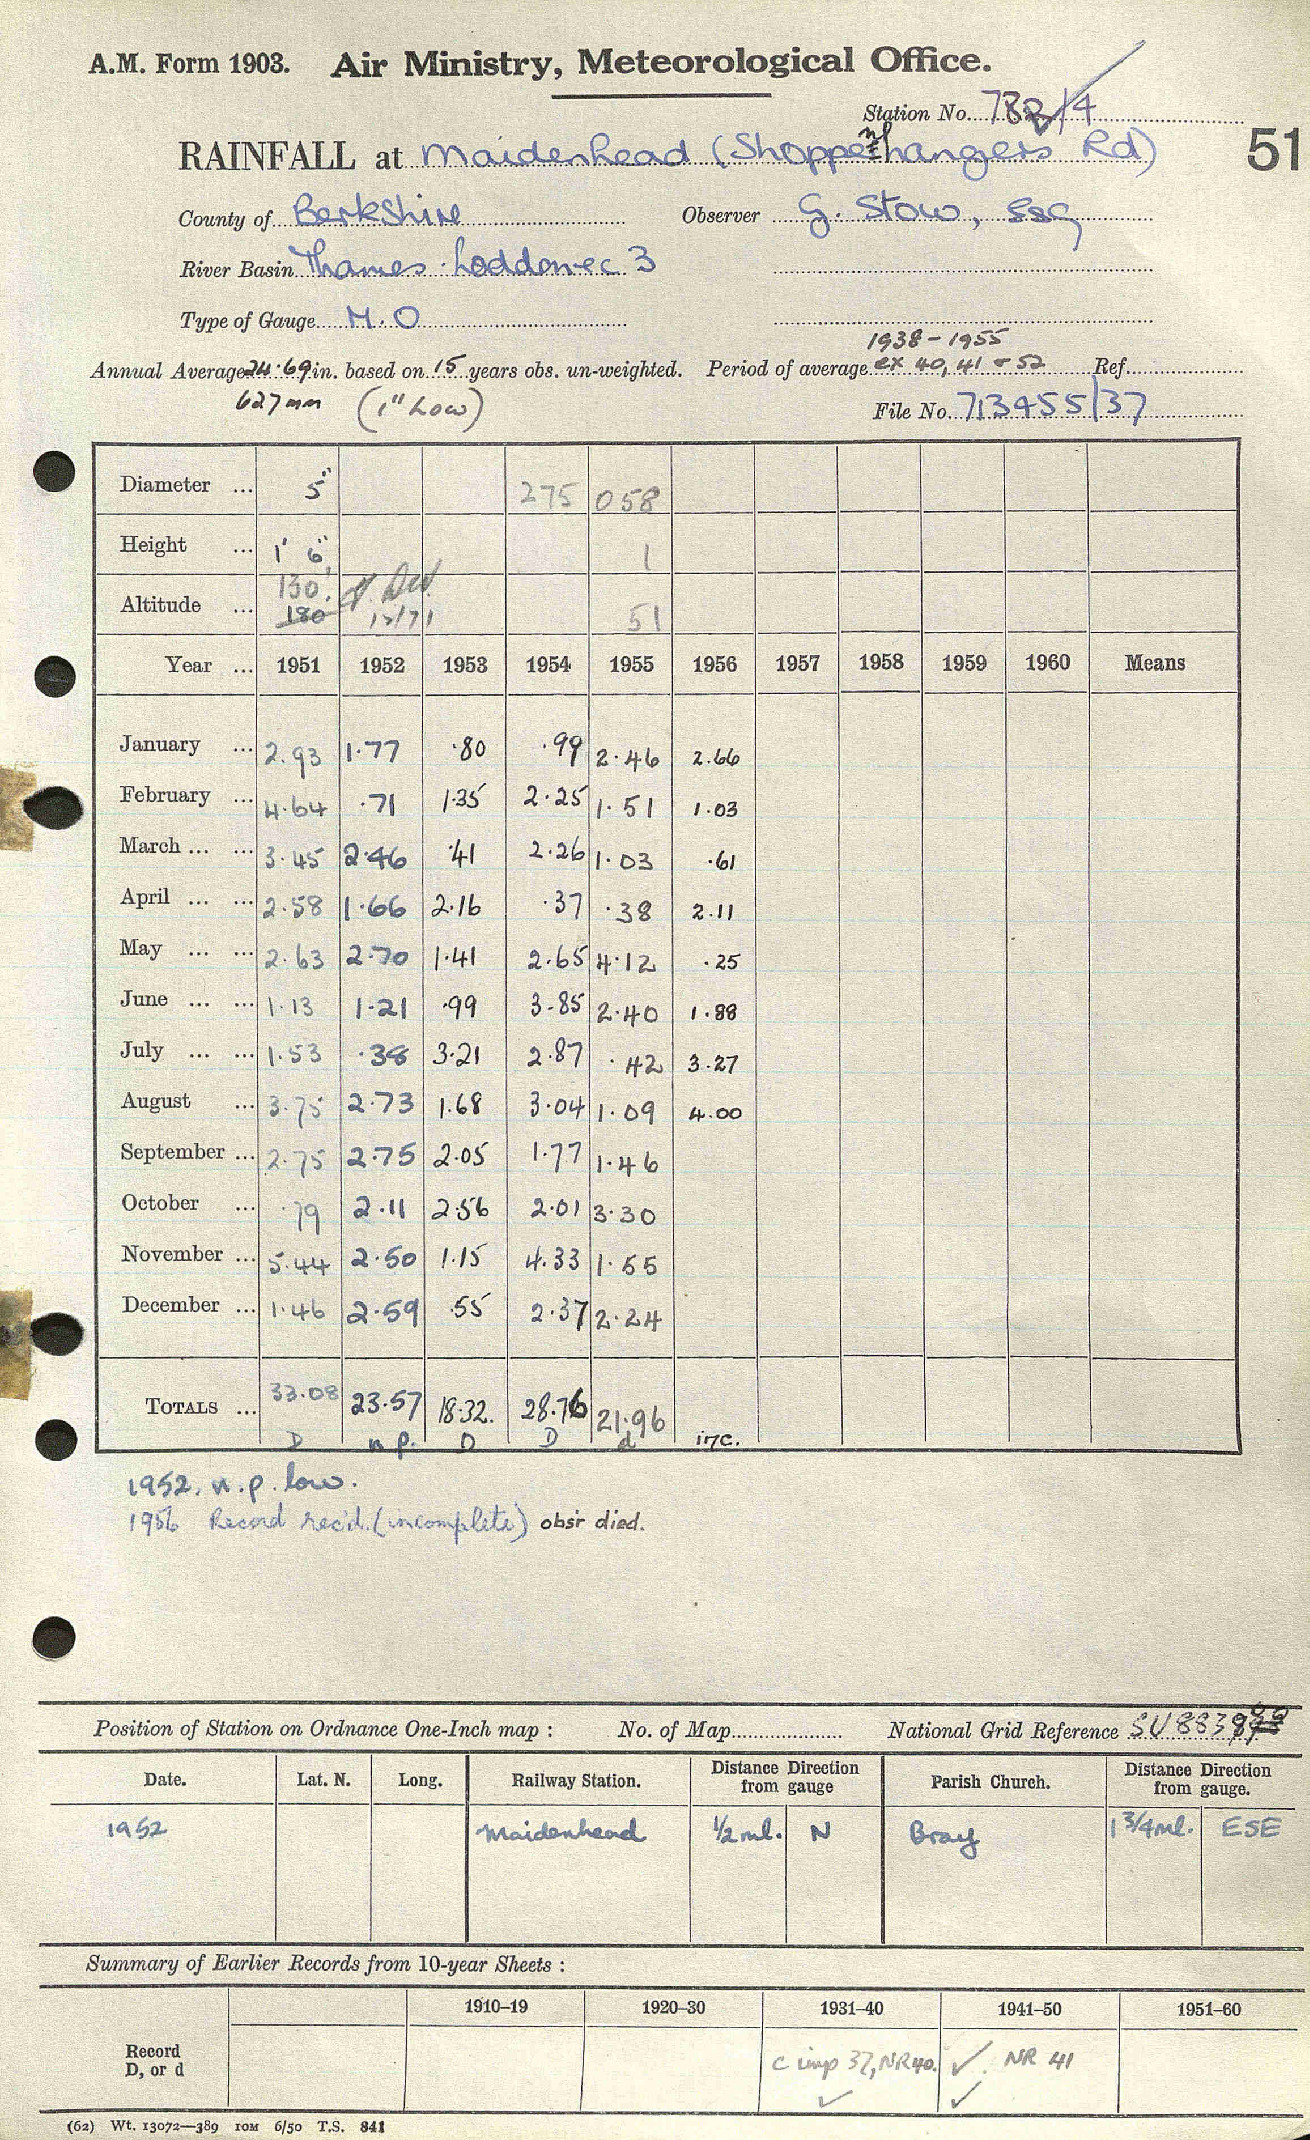 A.M. Form 1903. Air Ministry, Meteorological Office.
Station No. 78 /4
RAINFALL at Maidenhead (Shoppenhangers Rd)
51
County of Berkshire Observer G. Stow, Esq
River Basin Thames. Loddon-ec 3
Type of Gauge M.O
1938-1955
Annual Average 24.69 in. based on 15 years obs. un-weighted. Period of average ex 40, 41 & 52 Ref.
627mm (1" Low) File No. 713455/37
Diameter ... 5" 275 058
Height ... 1' 6" 1
Altitude ... 130' 180 12/71 51
Year ... 1951 1952 1953 1954 1955 1956 1957 1958 1959 1960 Means
January ... 2.93 1.77 .80 .99 2.46 2.66
February ... 4.64 .71 1.35 2.25 1.51 1.03
March ... ... 3.45 2.46 .41 2.26 1.03 .61
April ... ... 2.58 1.66 2.16 .37 .38 2.11
May ... ... 2.63 2.70 1.41 2.65 4.12 .25
June ... ... 1.13 1.21 .99 3.85 2.40 1.88
July ... ... 1.53 .38 3.21 2.87 .42 3.27
August ... 3.75 2.73 1.68 3.04 1.09 4.00
September ... 2.75 2.75 2.05 1.77 1.46
October ... .79 2.11 2.56 2.01 3.30
November ... 5.44 2.50 1.15 4.33 1.55
December ... 1.46 2.59 .55 2.37 2.24
TOTALS ... 33.08 23.57 18.32. 28.76 21.96
D n.p. D D d inc.
1952. n.p. low.
1956 Record rec'd. (incomplete) obsr died.
Position of Station on Ordnance One-Inch map : No. of Map National Grid Reference SU 883
Date. Lat. N. Long. Railway Station. Distance Direction from gauge Parish Church. Distance Direction from gauge.
1952 Maidenhead 1/2 ml. N Bray 1 3/4 ml. ESE
Summary of Earlier Records from 10-year Sheets :
1910–19 1920–30 1931–40 1941–50 1951–60
Record D, or d c imp 37, NR 40. ✓ ✓ NR 41 ✓
(62) Wt. 13072—389 10M 6/50 T.S. 841